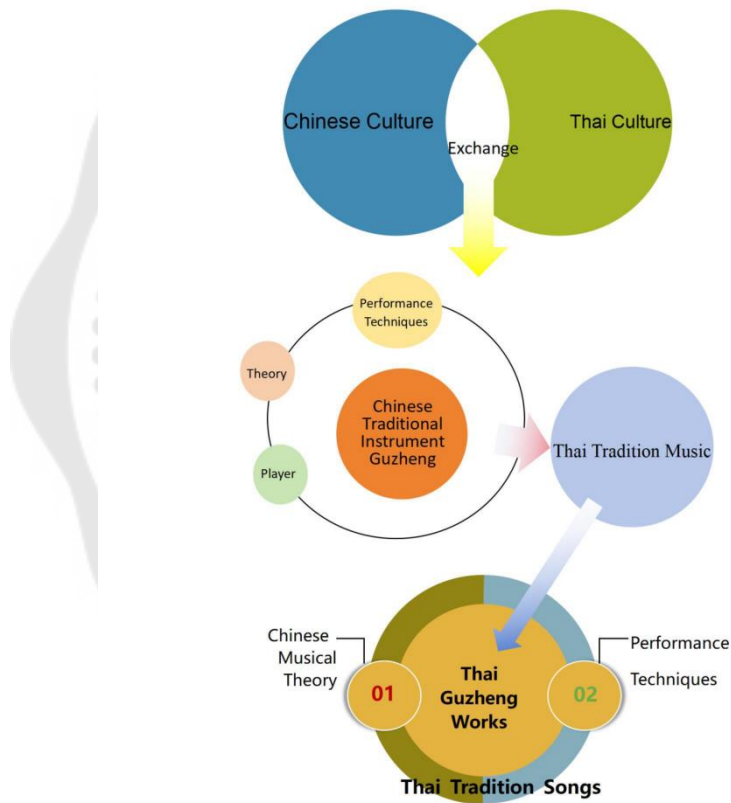 Chinese Culture
Thai Culture
Exchange
Performance
Techniques
Theory
Chinese
Traditional
Instrument
Guzheng
Player
Thai Tradition Music
Chinese
Musical
Theory
01
Thai
Guzheng
Works
02
Performance
Techniques
Thai Tradition Songs